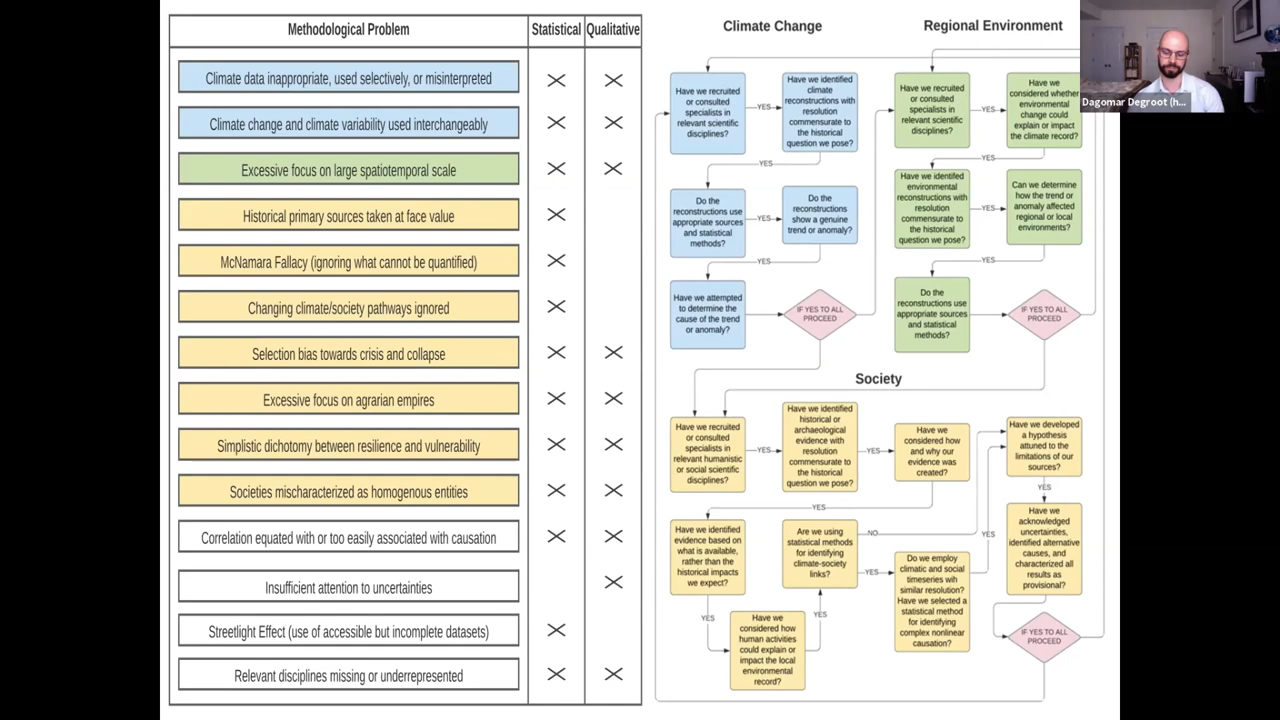 Methodological Problem
Statistical
Qualitative
Climate data inappropriate, used selectively, or misinterpreted
Climate change and climate variability used interchangeably
Excessive focus on large spatiotemporal scale
Historical primary sources taken at face value
McNamara Fallacy (ignoring what cannot be quantified)
Changing climate/society pathways ignored
Selection bias towards crisis and collapse
Excessive focus on agrarian empires
Simplistic dichotomy between resilience and vulnerability
Societies mischaracterized as homogenous entities
Correlation equated with or too easily associated with causation
Insufficient attention to uncertainties
Streetlight Effect (use of accessible but incomplete datasets)
Relevant disciplines missing or underrepresented
Climate Change
Have we recruited
or consulted
specialists in
relevant scientific
disciplines?
YES
Have we identified
climate
reconstructions with
resolution
commensurate to the
historical
question we pose?
YES
Do the
reconstructions use
appropriate sources
and statistical
methods?
YES
Do the
reconstructions
show a genuine
trend or anomaly?
YES
Have we attempted
to determine the
cause of the trend
or anomaly?
IF YES TO ALL
PROCEED
Regional Environment
Have we recruited
or consulted
specialists in
relevant scientific
disciplines?
YES
Have we
considered whether
environmental
change could
explain or impact
the climate record?
YES
Have we identifed
environmental
reconstructions with
resolution
commensurate to
the historical
question we pose?
YES
Can we determine
how the trend or
anomaly affected
regional or local
environments?
YES
Do the
reconstructions use
appropriate sources
and statistical
methods?
IF YES TO ALL
PROCEED
Society
Have we recruited
or consulted
specialists in
relevant humanistic
or social scientific
disciplines?
YES
Have we identified
historical or
archaeological
evidence with
resolution
commensurate to
the historical
question we pose?
YES
Have we
considered how
and why our
evidence was
created?
YES
Have we identified
evidence based on
what is available,
rather than the
historical impacts
we expect?
YES
Have we
considered how
human activities
could explain or
impact the local
environmental
record?
YES
Are we using
statistical methods
for identifying
climate-society
links?
NO
YES
Do we employ
climatic and social
timeseries wih
similar resolution?
Have we selected a
statistical method
for identifying
complex nonlinear
causation?
YES
Have we developed
a hypothesis
attuned to the
limitations of our
sources?
YES
Have we
acknowledged
uncertainties,
identified alternative
causes, and
characterized all
results as
provisional?
IF YES TO ALL
PROCEED
Dagomar Degroot (h...